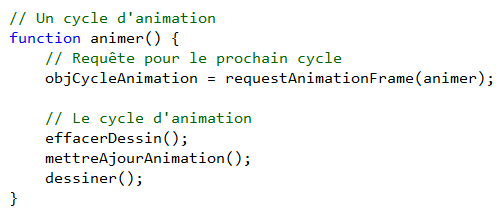 // Un cycle d'animation
function animer() {
    // Requête pour le prochain cycle
    objCycleAnimation = requestAnimationFrame(animer);

    // Le cycle d'animation
    effacerDessin();
    mettreAjourAnimation();
    dessiner();
}